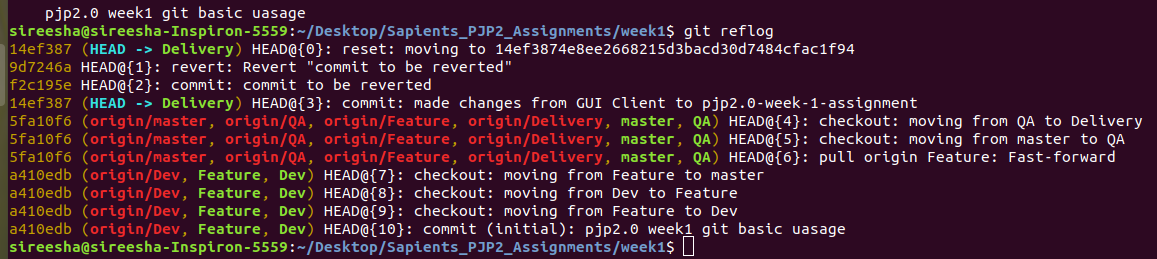 pjp2.0 week1 git basic uasage
sireesha@sireesha-Inspiron-5559:~/Desktop/Sapients_PJP2_Assignments/week1$ git reflog
14ef387 (HEAD -> Delivery) HEAD@{0}: reset: moving to 14ef3874e8ee2668215d3bacd30d7484cfac1f94
9d7246a HEAD@{1}: revert: Revert "commit to be reverted"
f2c195e HEAD@{2}: commit: commit to be reverted
14ef387 (HEAD -> Delivery) HEAD@{3}: commit: made changes from GUI Client to pjp2.0-week-1-assignment
5fa10f6 (origin/master, origin/QA, origin/Feature, origin/Delivery, master, QA) HEAD@{4}: checkout: moving from QA to Delivery
5fa10f6 (origin/master, origin/QA, origin/Feature, origin/Delivery, master, QA) HEAD@{5}: checkout: moving from master to QA
5fa10f6 (origin/master, origin/QA, origin/Feature, origin/Delivery, master, QA) HEAD@{6}: pull origin Feature: Fast-forward
a410edb (origin/Dev, Feature, Dev) HEAD@{7}: checkout: moving from Feature to master
a410edb (origin/Dev, Feature, Dev) HEAD@{8}: checkout: moving from Dev to Feature
a410edb (origin/Dev, Feature, Dev) HEAD@{9}: checkout: moving from Feature to Dev
a410edb (origin/Dev, Feature, Dev) HEAD@{10}: commit (initial): pjp2.0 week1 git basic uasage
sireesha@sireesha-Inspiron-5559:~/Desktop/Sapients_PJP2_Assignments/week1$